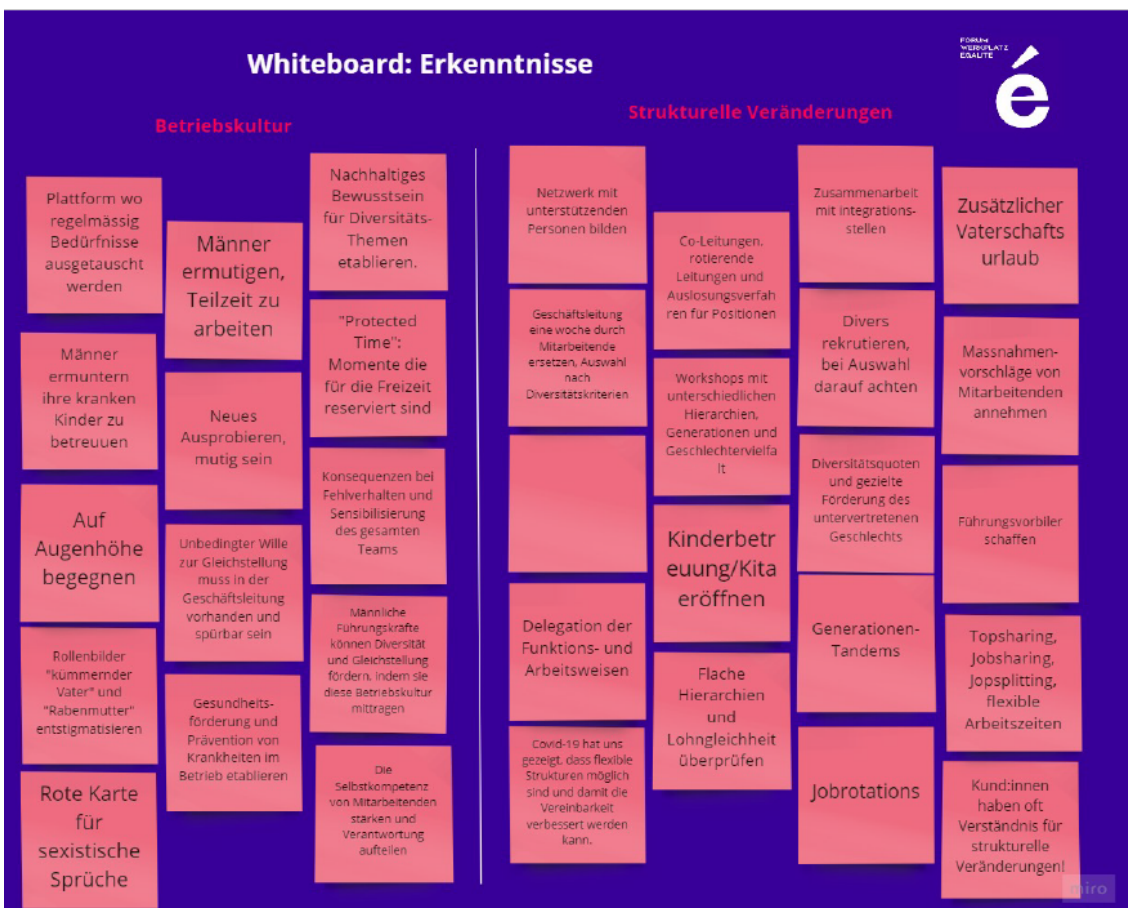 Whiteboard: Erkenntnisse
FORUM
WERKPLATZ
EGALITE
é
Betriebskultur
Plattform wo
regelmässig
Bedürfnisse
ausgetauscht
werden
Männer
ermuntern
ihre kranken
Kinder zu
betreuuen
Auf
Augenhöhe
begegnen
Rollenbilder
"kümmernder
Vater" und
"Rabenmutter"
entstigmatisieren
Rote Karte
für
sexistische
Sprüche
Männer
ermutigen,
Teilzeit zu
arbeiten
Neues
Ausprobieren,
mutig sein
Unbedingter Wille
zur Gleichstellung
muss in der
Geschäftsleitung
vorhanden und
spürbar sein
Gesundheits-
förderung und
Prävention von
Krankheiten im
Betrieb etablieren
Nachhaltiges
Bewusstsein
für Diversitäts-
Themen
etablieren.
"Protected
Time":
Momente die
für die Freizeit
reserviert sind
Konsequenzen bei
Fehlverhalten und
Sensibilisierung
des gesamten
Teams
Männliche
Führungskräfte
können Diversität
und Gleichstellung
fördern, indem sie
diese Betriebskultur
mittragen
Die
Selbstkompetenz
von Mitarbeitenden
stärken und
Verantwortung
aufteilen
Strukturelle Veränderungen
Netzwerk mit
unterstützenden
Personen bilden
Geschäftsleitung
eine woche durch
Mitarbeitende
ersetzen, Auswahl
nach
Diversitätskriterien
Delegation der
Funktions- und
Arbeitsweisen
Covid-19 hat uns
gezeigt, dass flexible
Strukturen möglich
sind und damit die
Vereinbarkeit
verbessert werden
kann.
Co-Leitungen,
rotierende
Leitungen und
Auslosungsverfah
ren für Positionen
Workshops mit
unterschiedlichen
Hierarchien,
Generationen und
Geschlechtervielfa
lt
Kinderbetr
euung/Kita
eröffnen
Flache
Hierarchien
und
Lohngleichheit
überprüfen
Zusammenarbeit
mit integrations-
stellen
Divers
rekrutieren,
bei Auswahl
darauf achten
Diversitätsquoten
und gezielte
Förderung des
untervertretenen
Geschlechts
Generationen-
Tandems
Jobrotations
Zusätzlicher
Vaterschafts
urlaub
Massnahmen-
vorschläge von
Mitarbeitenden
annehmen
Führungsvorbiler
schaffen
Topsharing,
Jobsharing,
Jopsplitting,
flexible
Arbeitszeiten
Kund:innen
haben oft
Verständnis für
strukturelle
Veränderungen!
miro